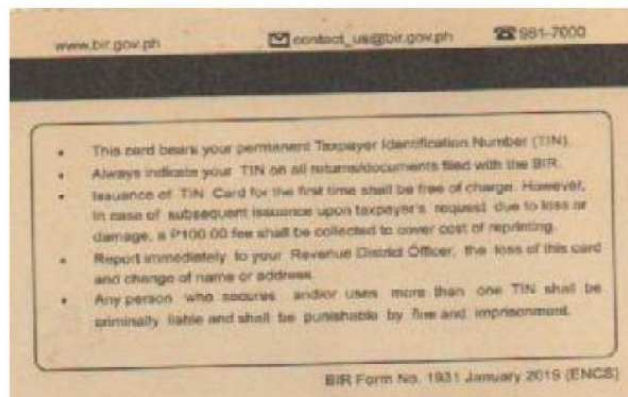 www.bir.gov.ph contact_us@bir.gov.ph 981-7000
• This card bears your permanent Taxpayer Identification Number (TIN).
• Always indicate your TIN on all returns/documents filed with the BIR.
• Issuance of TIN Card for the first time shall be free of charge. However,
in case of subsequent issuance upon taxpayer's request due to loss or
damage, a P100.00 fee shall be collected to cover cost of reprinting.
• Report immediately to your Revenue District Officer, the loss of this card
and change of name or address.
• Any person who secures and/or uses more than one TIN shall be
criminally liable and shall be punishable by fine and imprisonment.
BIR Form No. 1931 January 2019 (ENCS)